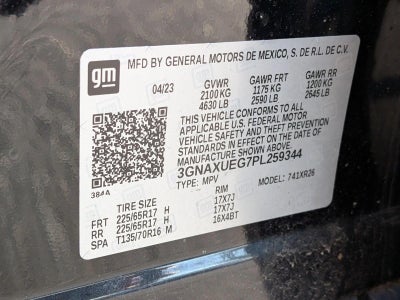 gm
MFD BY GENERAL MOTORS DE MEXICO, S. DE R.L. DE C.V.
04/23 GVWR GAWR FRT GAWR RR
2100 KG 1175 KG 1200 KG
4630 LB 2590 LB 2645 LB
THIS VEHICLE CONFORMS TO ALL
APPLICABLE U.S. FEDERAL MOTOR
VEHICLE SAFETY AND THEFT
PREVENTION STANDARDS IN EFFECT
ON THE DATE OF
MANUFACTURE SHOWN ABOVE.
3GNAXUEG7PL259344
TYPE: MPV MODEL: 741XR26
384A
TIRE SIZE RIM
FRT 225/65R17 H 17X7J
RR 225/65R17 H 17X7J
SPA T135/70R16 M 16X4BT